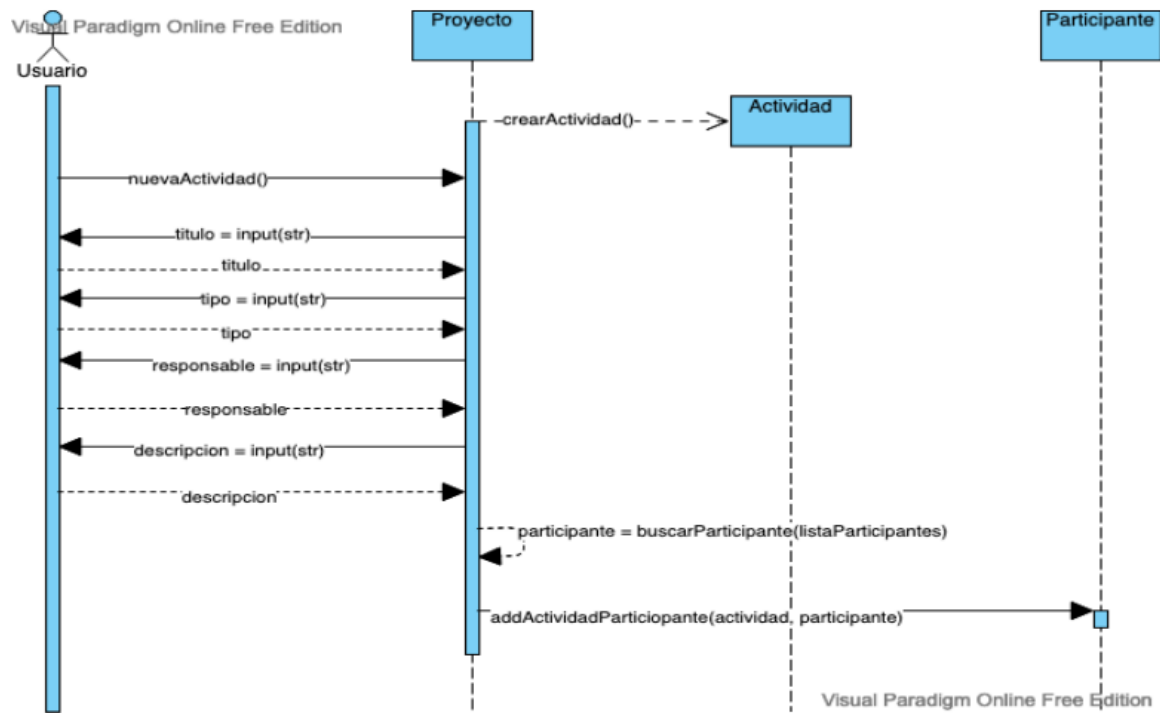 Visual Paradigm Online Free Edition
Usuario
Proyecto
Participante
Actividad
crearActividad()
nuevaActividad()
titulo = input(str)
titulo
tipo = input(str)
tipo
responsable = input(str)
responsable
descripcion = input(str)
descripcion
participante = buscarParticipante(listaParticipantes)
addActividadParticiopante(actividad, participante)
Visual Paradigm Online Free Edition